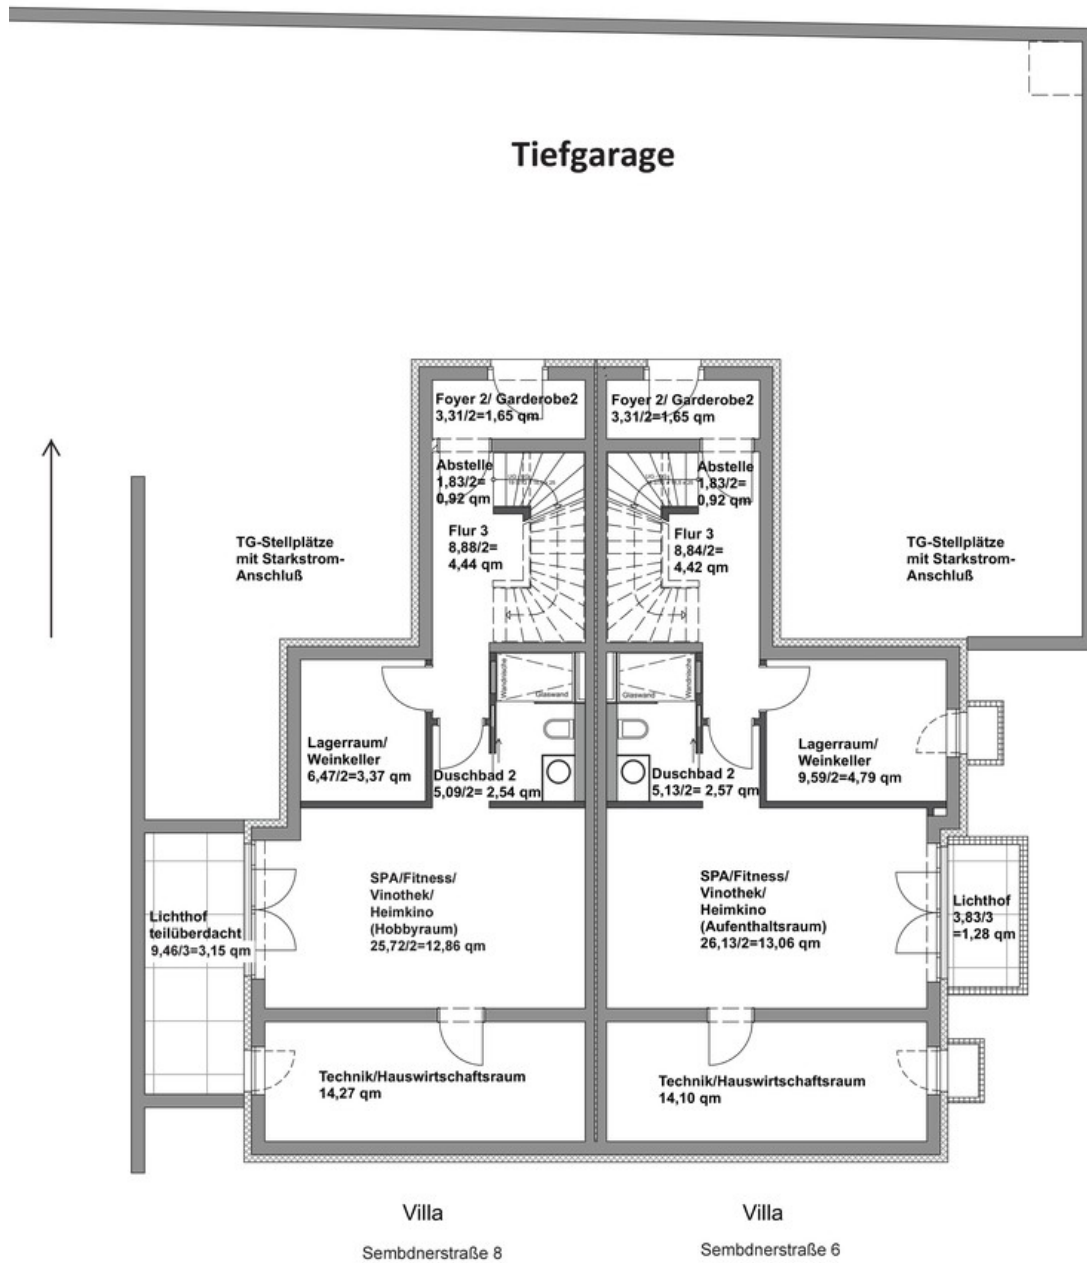 Tiefgarage
Foyer 2/ Garderobe2
3,31/2=1,65 qm
Foyer 2/ Garderobe2
3,31/2=1,65 qm
Abstelle
1,83/2=
0,92 qm
Abstelle
1,83/2=
0,92 qm
Flur 3
8,88/2=
4,44 qm
Flur 3
8,84/2=
4,42 qm
TG-Stellplätze
mit Starkstrom-
Anschluß
TG-Stellplätze
mit Starkstrom-
Anschluß
Wandnische
Glaswand
Glaswand
Wandnische
Lagerraum/
Weinkeller
6,47/2=3,37 qm
Duschbad 2
5,09/2= 2,54 qm
Duschbad 2
5,13/2= 2,57 qm
Lagerraum/
Weinkeller
9,59/2=4,79 qm
SPA/Fitness/
Vinothek/
Heimkino
(Hobbyraum)
25,72/2=12,86 qm
SPA/Fitness/
Vinothek/
Heimkino
(Aufenthaltsraum)
26,13/2=13,06 qm
Lichthof
teilüberdacht
9,46/3=3,15 qm
Lichthof
3,83/3
=1,28 qm
Technik/Hauswirtschaftsraum
14,27 qm
Technik/Hauswirtschaftsraum
14,10 qm
Villa
Sembdnerstraße 8
Villa
Sembdnerstraße 6